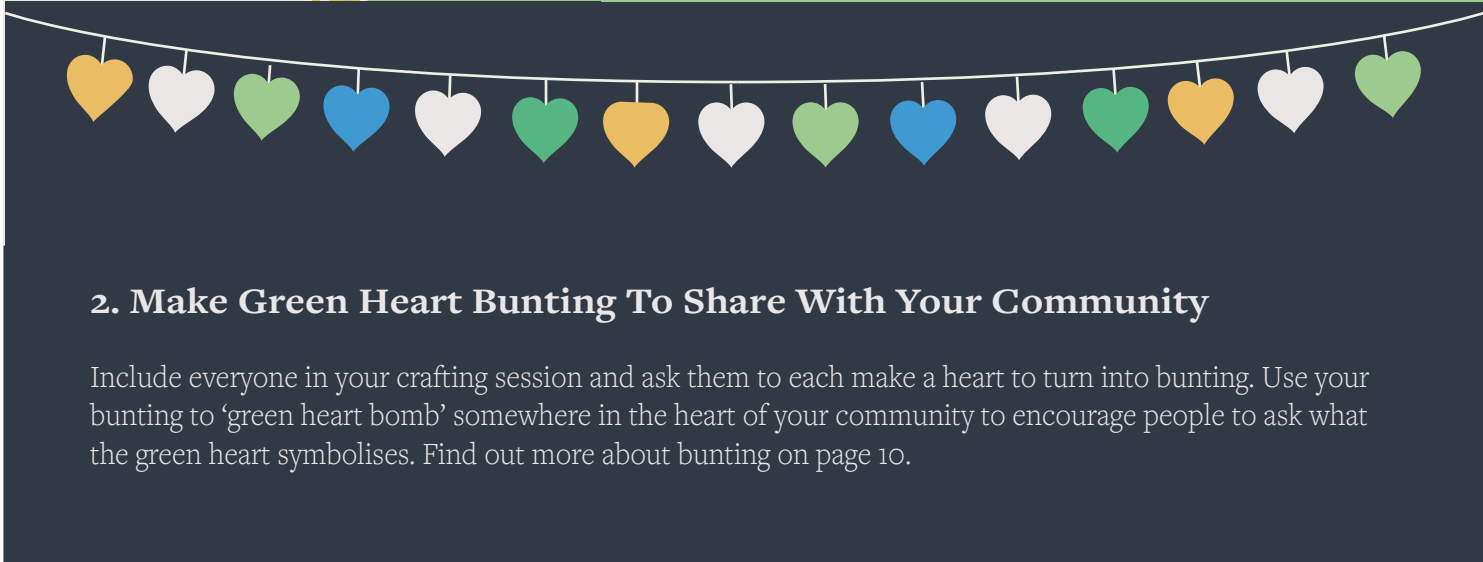 2. Make Green Heart Bunting To Share With Your Community
Include everyone in your crafting session and ask them to each make a heart to turn into bunting. Use your
bunting to ‘green heart bomb’ somewhere in the heart of your community to encourage people to ask what
the green heart symbolises. Find out more about bunting on page 10.